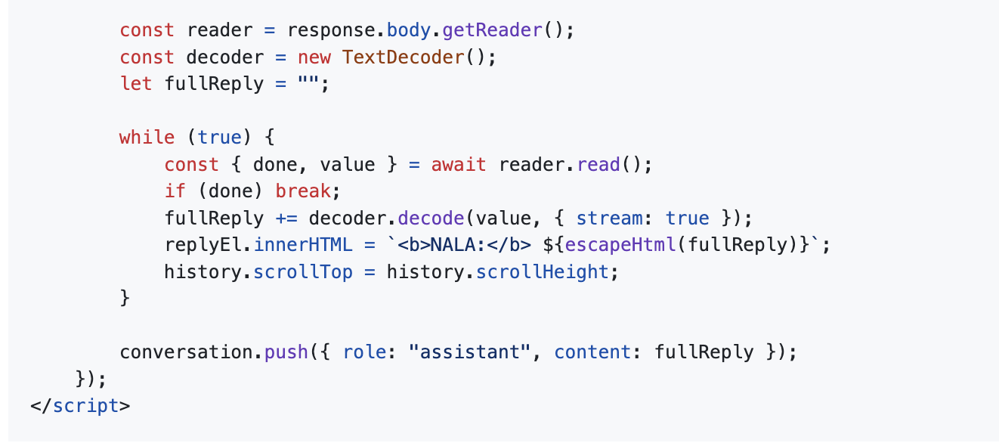 const reader = response.body.getReader();
const decoder = new TextDecoder();
let fullReply = "";
while (true) {
const { done, value } = await reader.read();
if (done) break;
fullReply += decoder.decode(value, { stream: true });
replyEl.innerHTML = `<b>NALA:</b> ${escapeHtml(fullReply)}`;
history.scrollTop = history.scrollHeight;
}
conversation.push({ role: "assistant", content: fullReply });
});
</script>